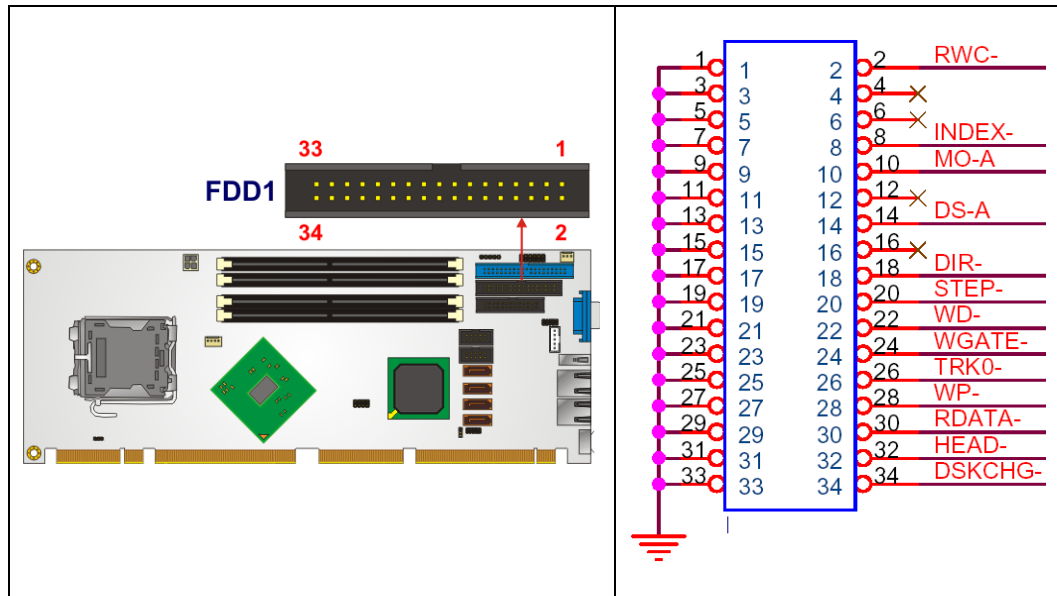 33 1
FDD1
34 2
1 1 2 2 RWC-
3 3 4 4
5 5 6 6
7 7 8 8 INDEX-
9 9 10 10 MO-A
11 11 12 12
13 13 14 14 DS-A
15 15 16 16
17 17 18 18 DIR-
19 19 20 20 STEP-
21 21 22 22 WD-
23 23 24 24 WGATE-
25 25 26 26 TRK0-
27 27 28 28 WP-
29 29 30 30 RDATA-
31 31 32 32 HEAD-
33 33 34 34 DSKCHG-